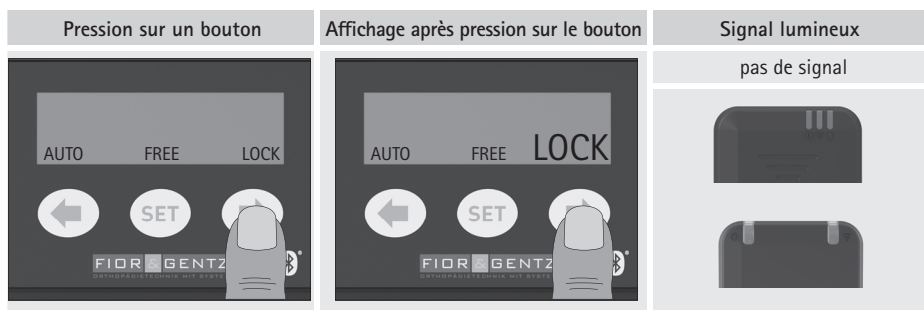 Pression sur un bouton
Affichage après pression sur le bouton
Signal lumineux
pas de signal
AUTO FREE LOCK
SET
FIOR & GENTZ
AUTO FREE LOCK
SET
FIOR & GENTZ